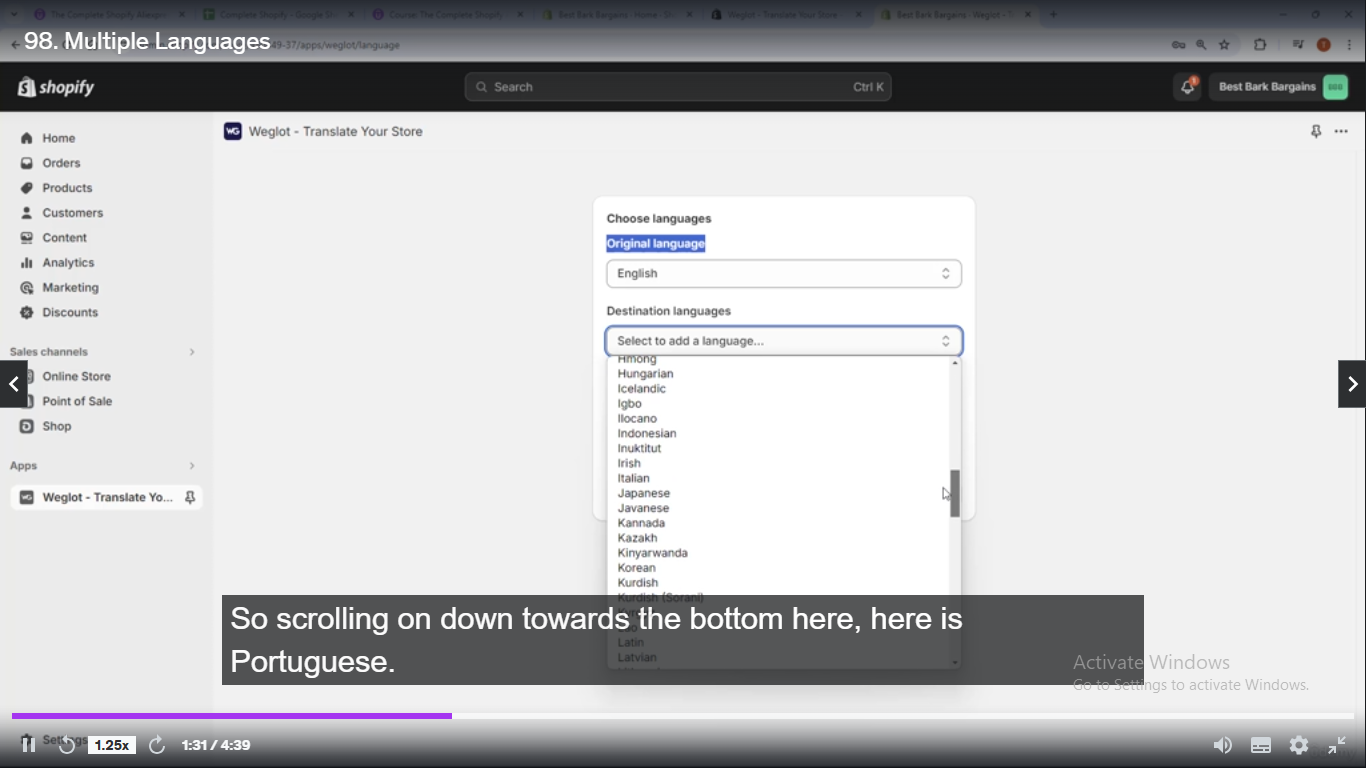 The Complete Shopify
Complete Shopify - Google
Course: The Complete Shopify
Best Bark Bargains - Home
Weglot - Translate Your Store
Best Bark Bargains - Weglot
98. Multiple Languages
49-37/apps/weglot/language
shopify
Search
Ctrl K
1
Best Bark Bargains
BBB
Home
Orders
Products
Customers
Content
Analytics
Marketing
Discounts
Sales channels
Online Store
Point of Sale
Shop
Apps
WG Weglot - Translate Yo...
WG Weglot - Translate Your Store
Choose languages
Original language
English
Destination languages
Select to add a language...
Hmong
Hungarian
Icelandic
Igbo
Ilocano
Indonesian
Inuktitut
Irish
Italian
Japanese
Javanese
Kannada
Kazakh
Kinyarwanda
Korean
Kurdish
Kurdish (Sorani)
Lao
Latin
Latvian
So scrolling on down towards the bottom here, here is
Portuguese.
Activate Windows
Go to Settings to activate Windows.
Settings
1.25x
1:31 / 4:39